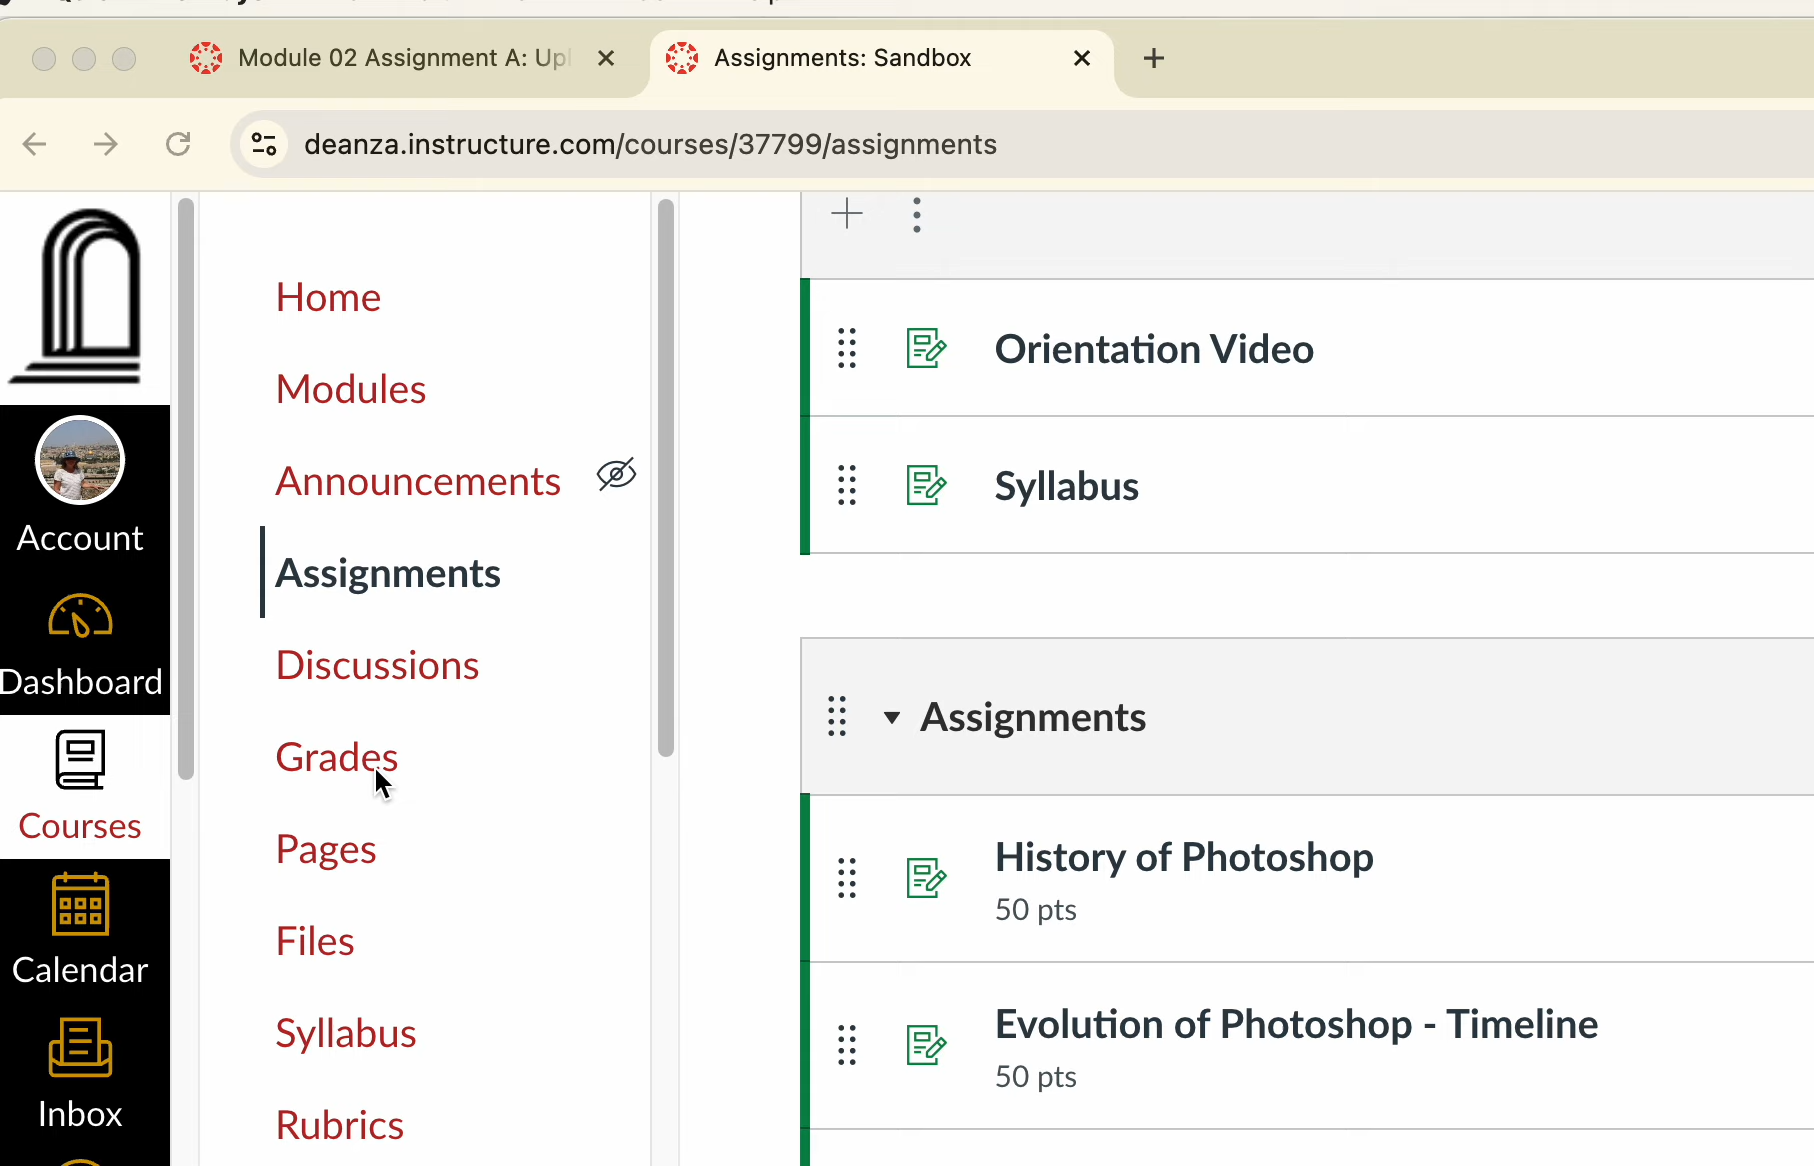 Module 02 Assignment A: Upl
Assignments: Sandbox
deanza.instructure.com/courses/37799/assignments
Account
Dashboard
Courses
Calendar
Inbox
Home
Modules
Announcements
Assignments
Discussions
Grades
Pages
Files
Syllabus
Rubrics
Orientation Video
Syllabus
Assignments
History of Photoshop
50 pts
Evolution of Photoshop - Timeline
50 pts